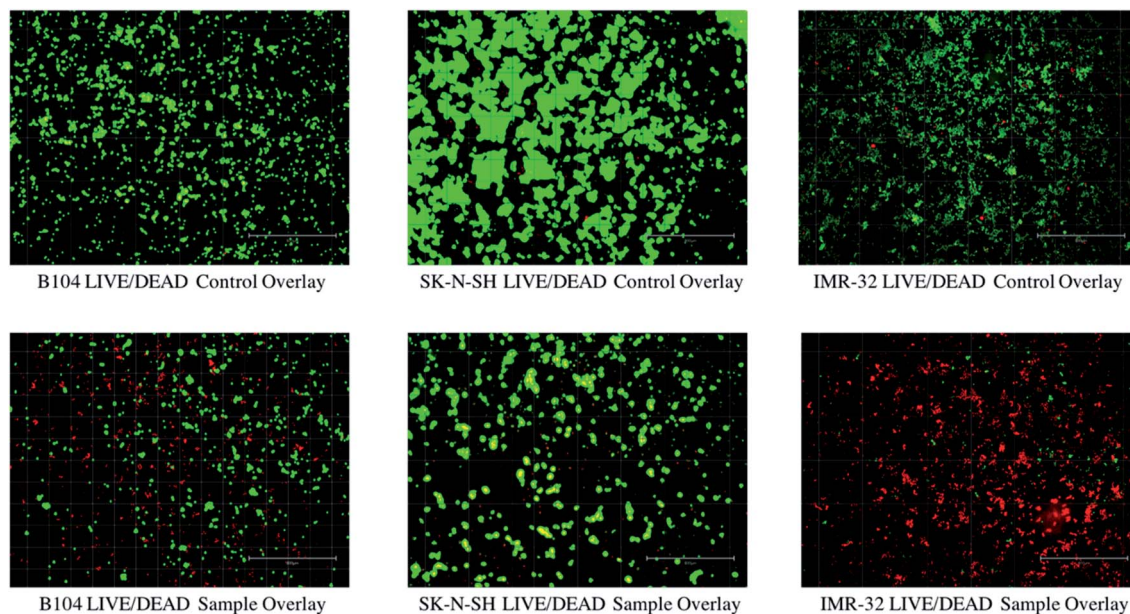 B104 LIVE/DEAD Control Overlay
SK-N-SH LIVE/DEAD Control Overlay
IMR-32 LIVE/DEAD Control Overlay
B104 LIVE/DEAD Sample Overlay
SK-N-SH LIVE/DEAD Sample Overlay
IMR-32 LIVE/DEAD Sample Overlay